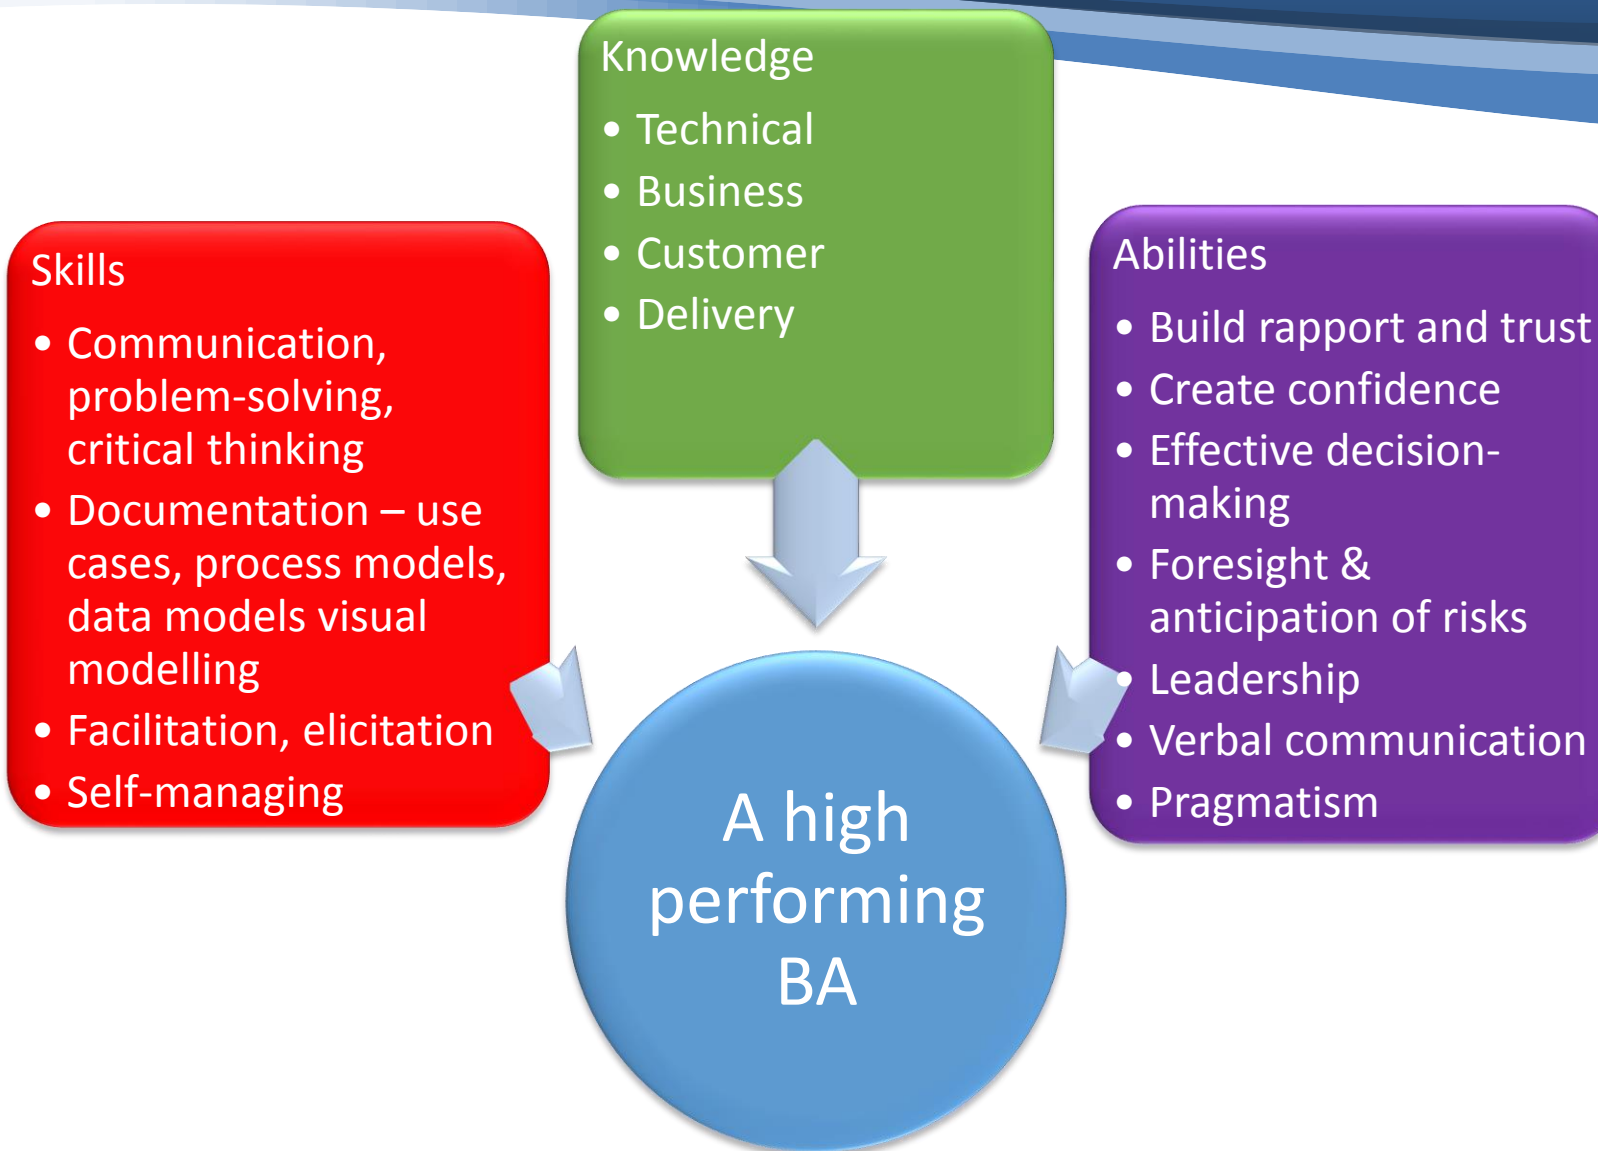 Knowledge
• Technical
• Business
• Customer
• Delivery
Skills
• Communication,
problem-solving,
critical thinking
• Documentation – use
cases, process models,
data models visual
modelling
• Facilitation, elicitation
• Self-managing
Abilities
• Build rapport and trust
• Create confidence
• Effective decision-
making
• Foresight &
anticipation of risks
• Leadership
• Verbal communication
• Pragmatism
A high
performing
BA